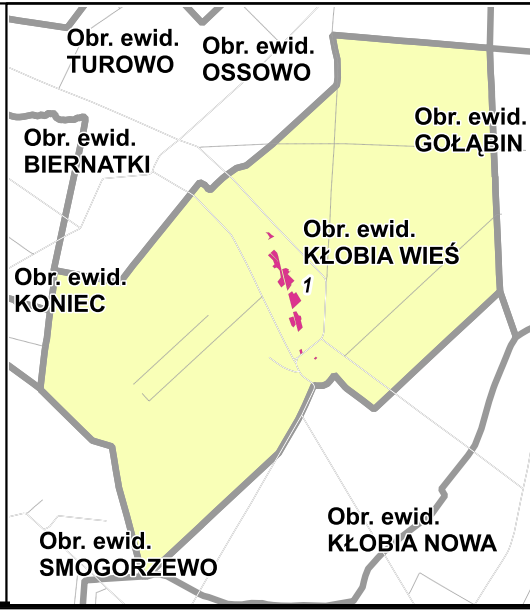 Obr. ewid.
TUROWO
Obr. ewid.
OSSOWO
Obr. ewid.
GOŁĄBIN
Obr. ewid.
BIERNATKI
Obr. ewid.
KŁOBIA WIEŚ
Obr. ewid.
KONIEC
1
Obr. ewid.
KŁOBIA NOWA
Obr. ewid.
SMOGORZEWO